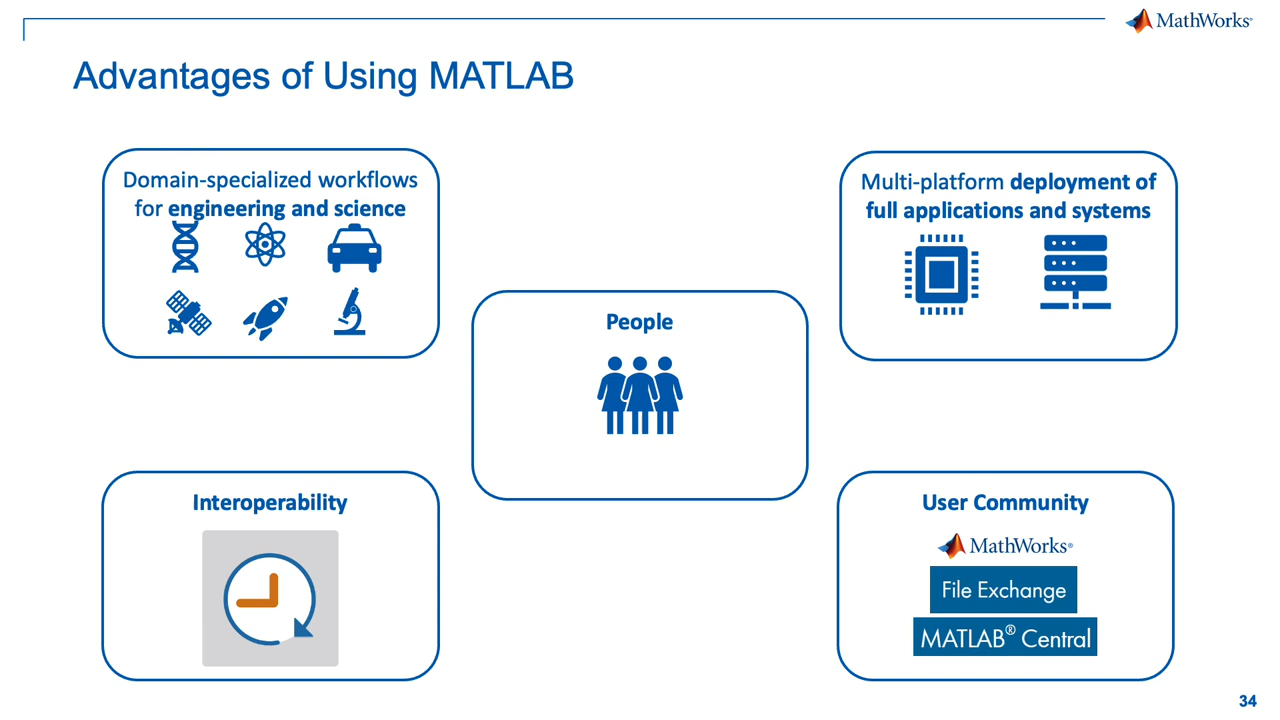 MathWorks®
Advantages of Using MATLAB
Domain-specialized workflows
for engineering and science
Multi-platform deployment of
full applications and systems
People
Interoperability
User Community
MathWorks®
File Exchange
MATLAB® Central
34